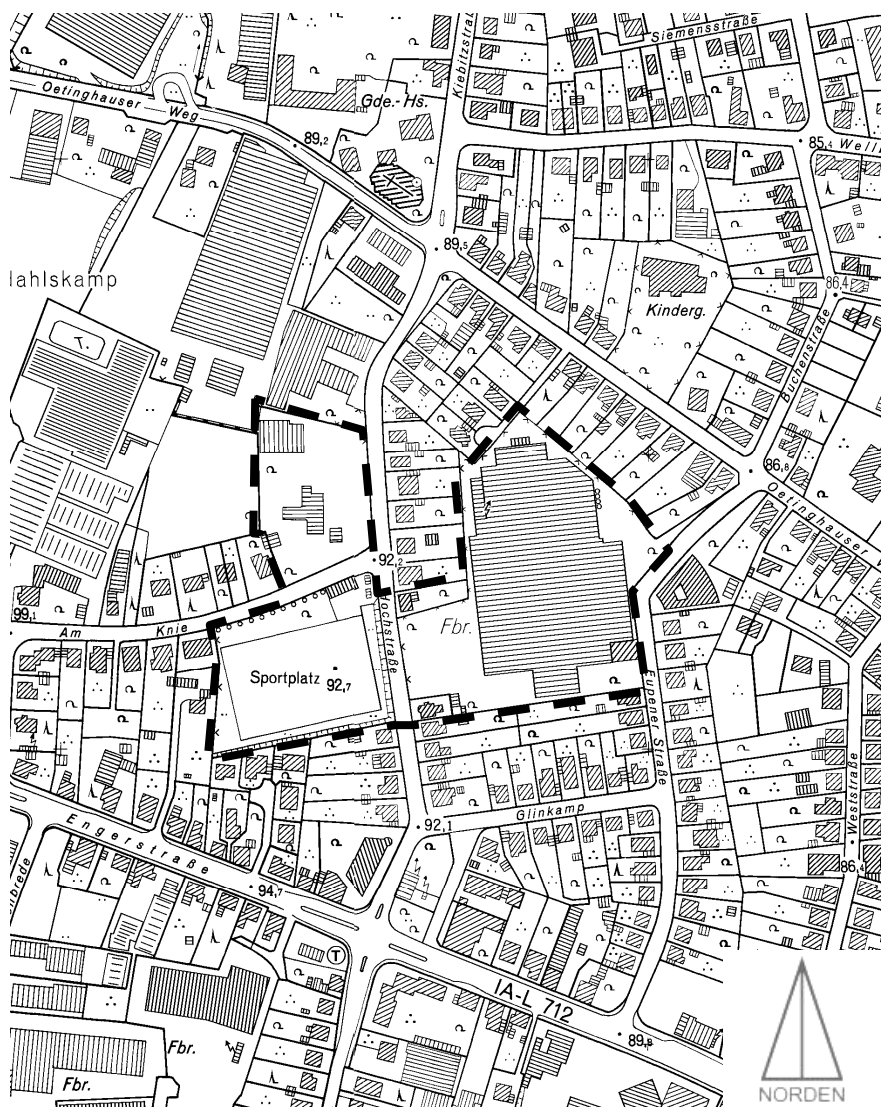 Siemensstraße
Kiebitzstraße
Oetinghauser
Weg
Gde.-Hs.
89,2
85,4
89,5
86,4
Kinderg.
T.
Buchenstraße
86,8
Oetinghauser
92,2
Hochstraße
Fbr.
99,1
Am
Knie
Sportplatz
92,7
Eupener Straße
Glinkamp
Weststraße
92,1
Engerstraße
86,4
94,7
T
IA-L 712
89,8
Fbr.
Fbr.
NORDEN